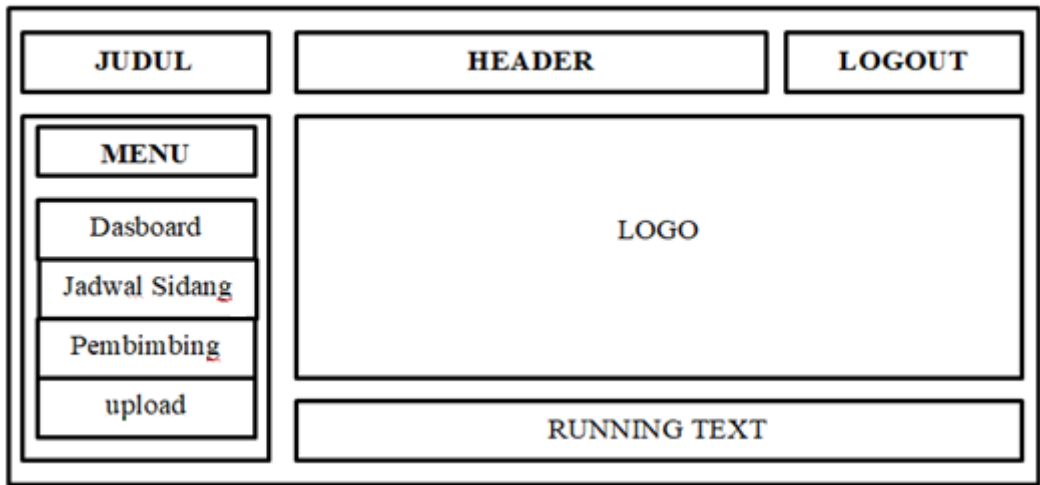 JUDUL
HEADER
LOGOUT
MENU
Dasboard
Jadwal Sidang
Pembimbing
upload
LOGO
RUNNING TEXT